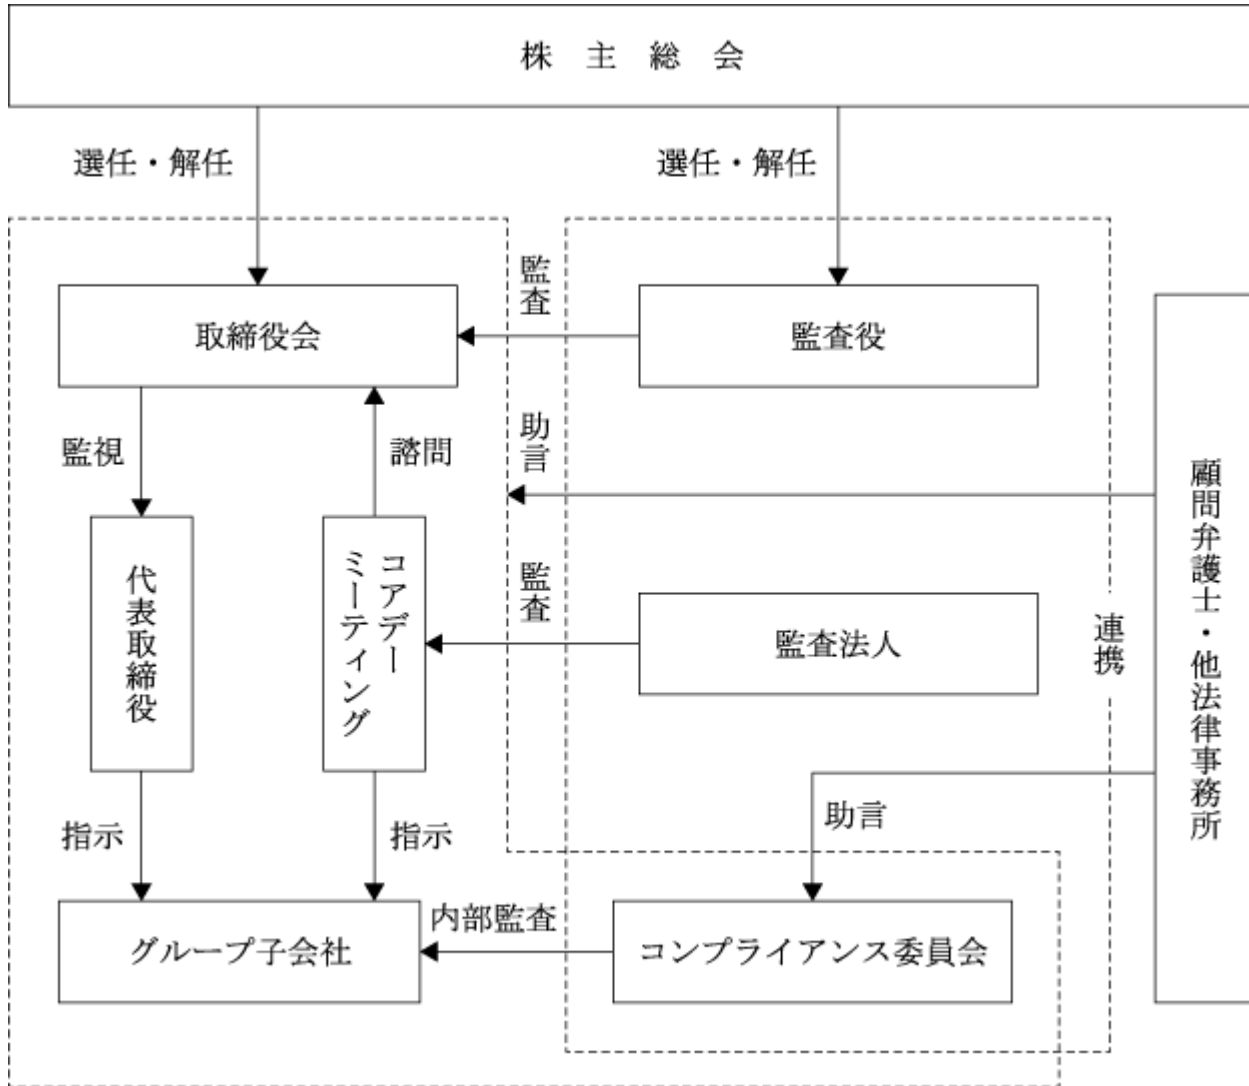 株主総会
選任・解任
選任・解任
取締役会
監査
監査役
監視
諮問
助言
代表取締役
コアデー
ミーティング
監査
監査法人
連携
顧問弁護士・他法律事務所
指示
指示
助言
グループ子会社
内部監査
コンプライアンス委員会